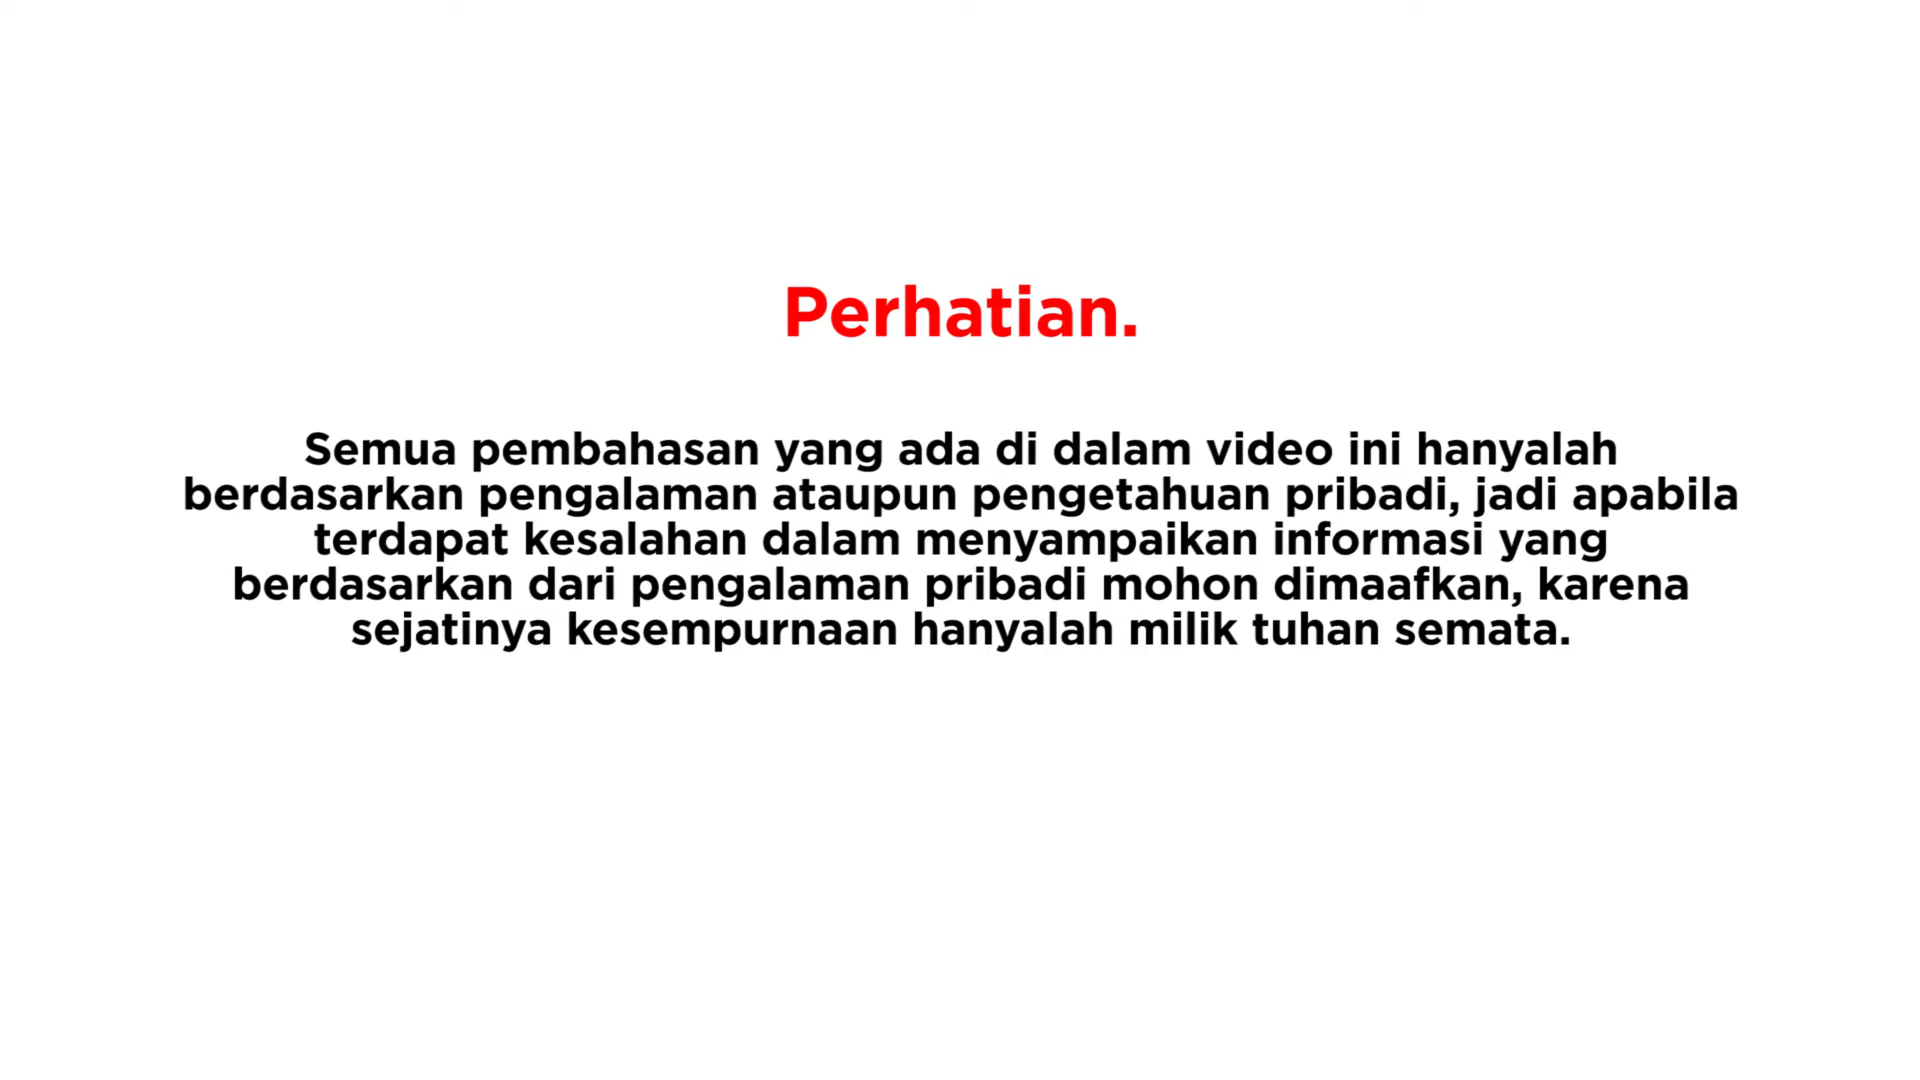 Perhatian.
Semua pembahasan yang ada di dalam video ini hanyalah
berdasarkan pengalaman ataupun pengetahuan pribadi, jadi apabila
terdapat kesalahan dalam menyampaikan informasi yang
berdasarkan dari pengalaman pribadi mohon dimaafkan, karena
sejatinya kesempurnaan hanyalah milik tuhan semata.